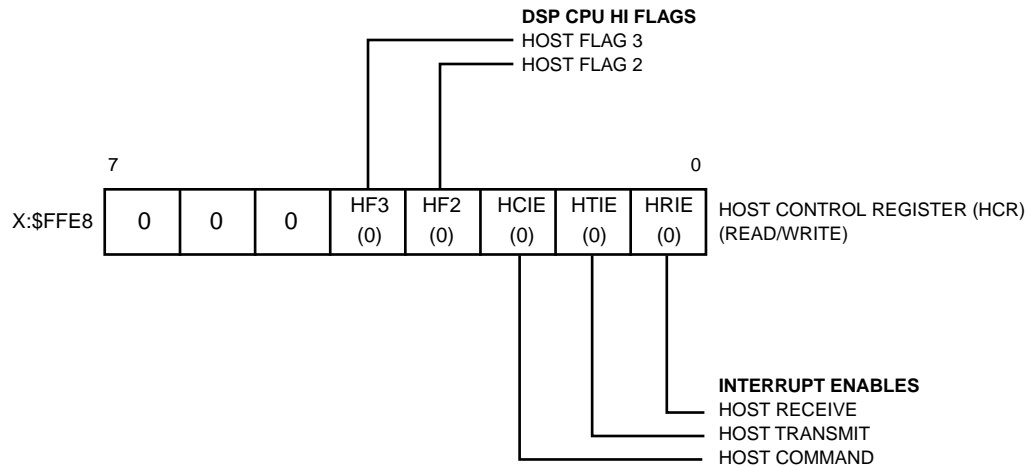 DSP CPU HI FLAGS
HOST FLAG 3
HOST FLAG 2
7 0
X:$FFE8 0 0 0 HF3 (0) HF2 (0) HCIE (0) HTIE (0) HRIE (0) HOST CONTROL REGISTER (HCR)
(READ/WRITE)
INTERRUPT ENABLES
HOST RECEIVE
HOST TRANSMIT
HOST COMMAND